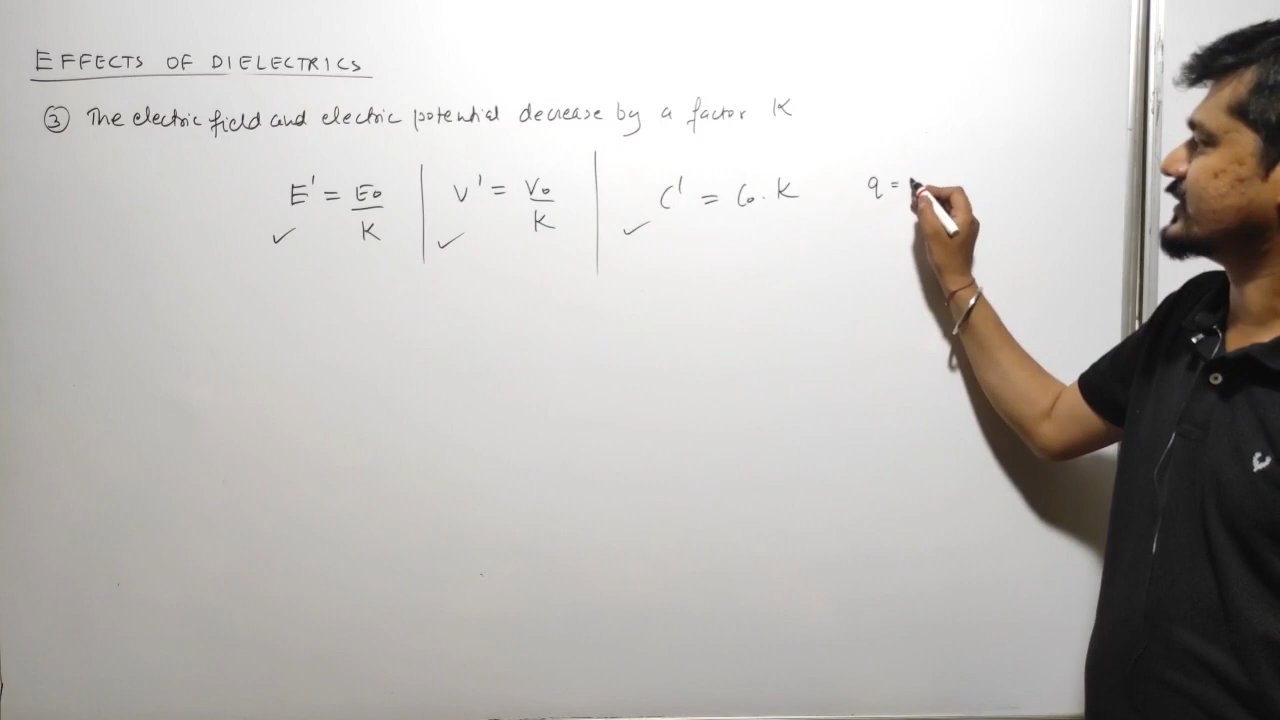 EFFECTS OF DIELECTRICS
③ The electric field and electric potential decrease by a factor K
E' = E₀/K | V' = V₀/K | C' = C₀.K q =